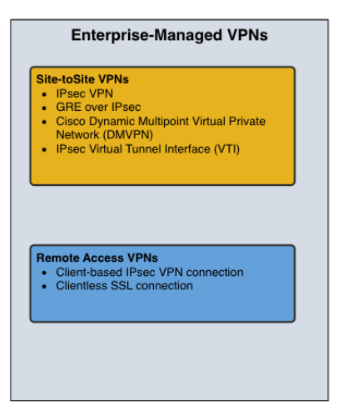 Enterprise-Managed VPNs
Site-toSite VPNs
• IPsec VPN
• GRE over IPsec
• Cisco Dynamic Multipoint Virtual Private
Network (DMVPN)
• IPsec Virtual Tunnel Interface (VTI)
Remote Access VPNs
• Client-based IPsec VPN connection
• Clientless SSL connection